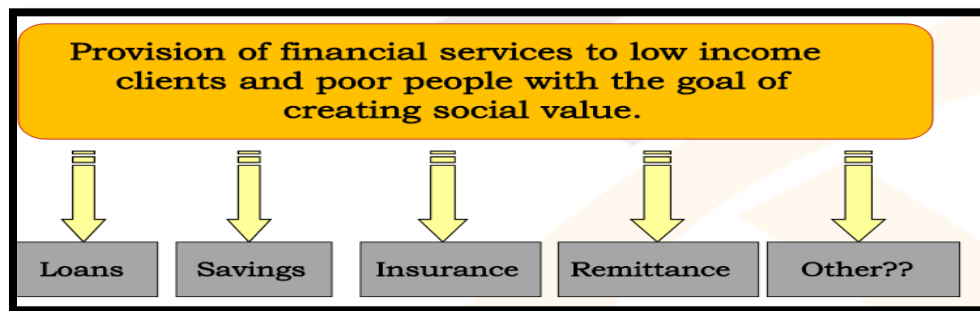 Provision of financial services to low income
clients and poor people with the goal of
creating social value.
Loans
Savings
Insurance
Remittance
Other??